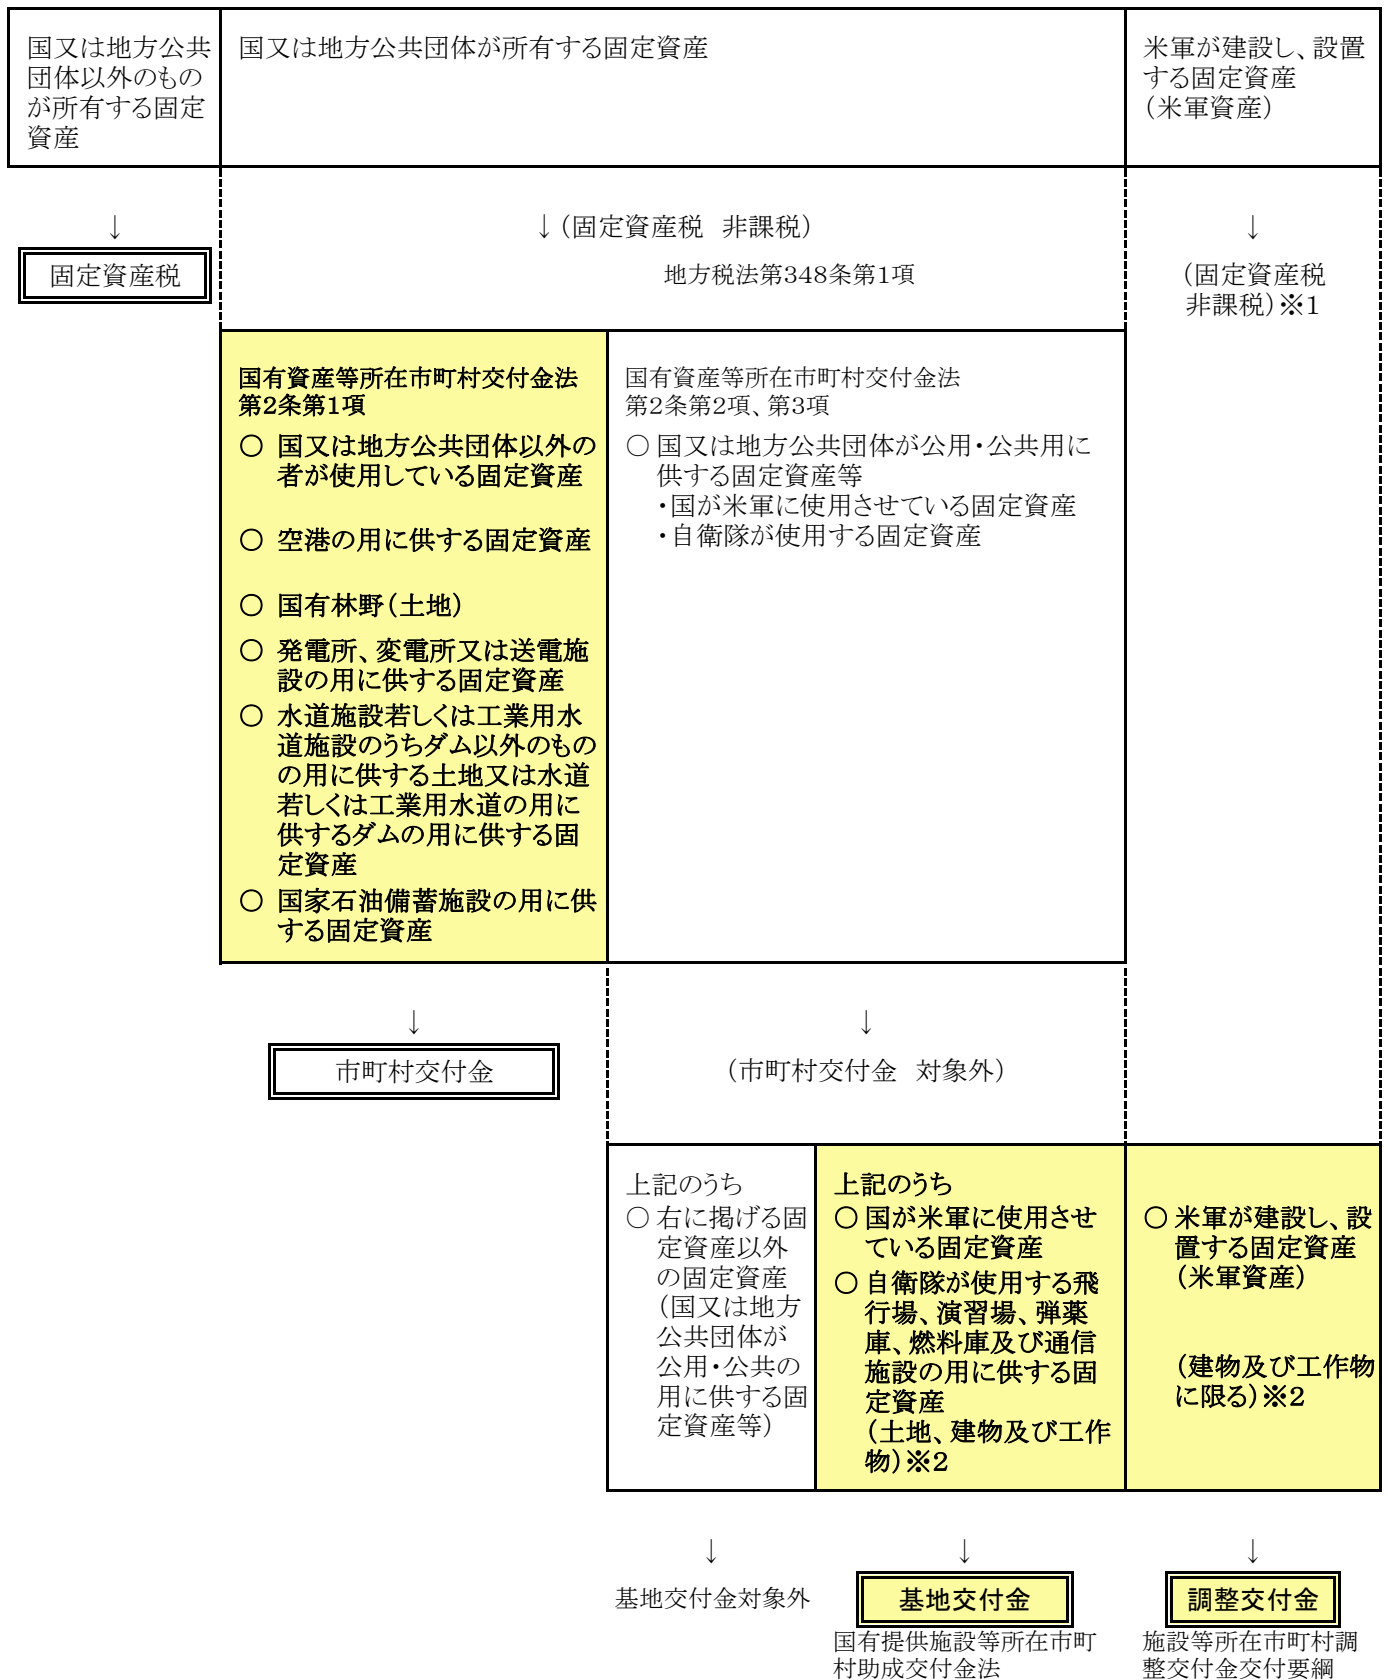 国又は地方公共
団体以外のもの
が所有する固定
資産
国又は地方公共団体が所有する固定資産
米軍が建設し、設置
する固定資産
（米軍資産）
↓
固定資産税
↓（固定資産税　非課税）
地方税法第348条第1項
↓
（固定資産税
非課税）※1
国有資産等所在市町村交付金法
第2条第1項
○ 国又は地方公共団体以外の
者が使用している固定資産
○ 空港の用に供する固定資産
○ 国有林野（土地）
○ 発電所、変電所又は送電施
設の用に供する固定資産
○ 水道施設若しくは工業用水
道施設のうちダム以外のもの
の用に供する土地又は水道
若しくは工業用水道の用に
供するダムの用に供する固
定資産
○ 国家石油備蓄施設の用に供
する固定資産
国有資産等所在市町村交付金法
第2条第2項、第3項
○ 国又は地方公共団体が公用・公共用に
供する固定資産等
・国が米軍に使用させている固定資産
・自衛隊が使用する固定資産
↓
市町村交付金
↓
（市町村交付金　対象外）
上記のうち
○ 右に掲げる固
定資産以外
の固定資産
（国又は地方
公共団体が
公用・公共の
用に供する固
定資産等）
上記のうち
○ 国が米軍に使用させ
ている固定資産
○ 自衛隊が使用する飛
行場、演習場、弾薬
庫、燃料庫及び通信
施設の用に供する固
定資産
（土地、建物及び工作
物）※2
○ 米軍が建設し、設
置する固定資産
（米軍資産）
（建物及び工作物
に限る）※2
↓
基地交付金対象外
↓
基地交付金
国有提供施設等所在市町
村助成交付金法
↓
調整交付金
施設等所在市町村調
整交付金交付要綱